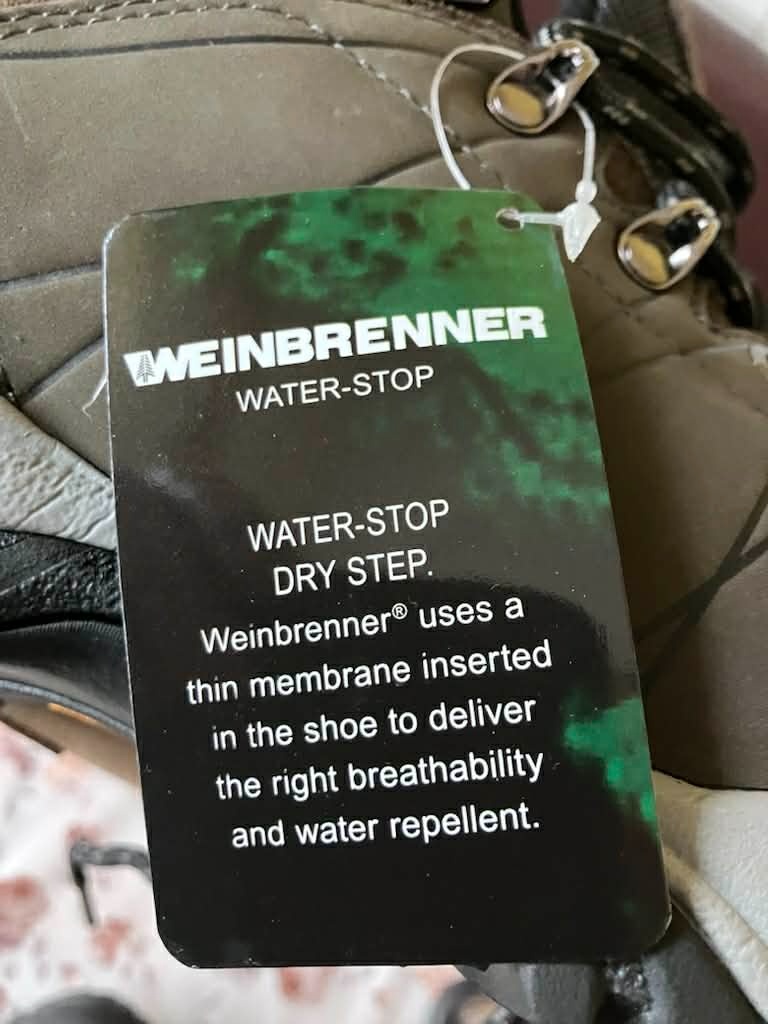 WEINBRENNER
WATER-STOP
WATER-STOP
DRY STEP.
Weinbrenner® uses a
thin membrane inserted
in the shoe to deliver
the right breathability
and water repellent.